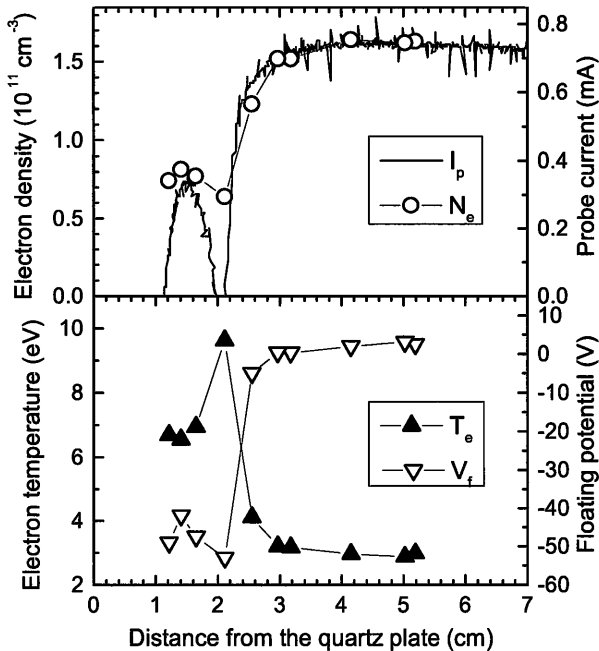 Electron density (10¹¹ cm⁻³)
1.5
1.0
0.5
0.0
0.8
0.6
0.4
0.2
0.0
Probe current (mA)
Iₚ
Nₑ
Electron temperature (eV)
10
8
6
4
2
10
0
-10
-20
-30
-40
-50
-60
Floating potential (V)
Tₑ
V_f
0 1 2 3 4 5 6 7
Distance from the quartz plate (cm)